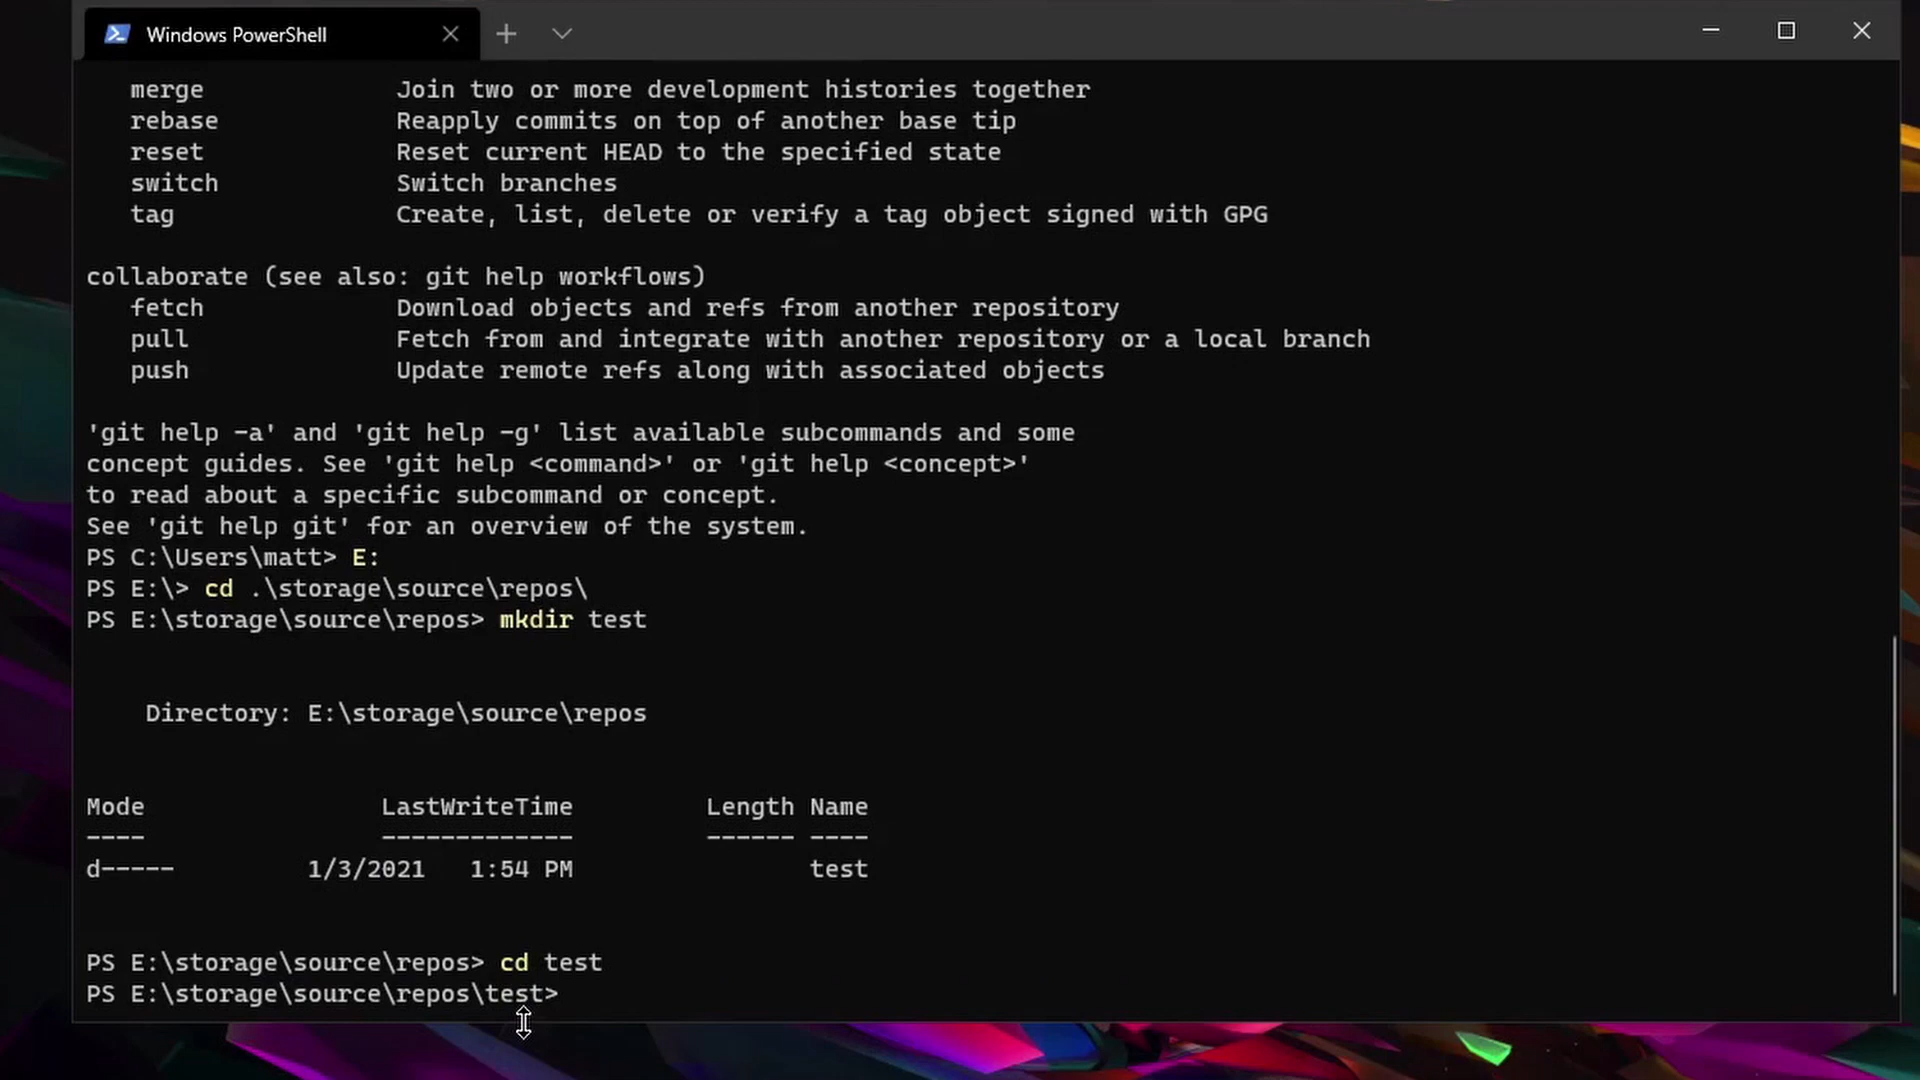 Windows PowerShell
merge Join two or more development histories together
rebase Reapply commits on top of another base tip
reset Reset current HEAD to the specified state
switch Switch branches
tag Create, list, delete or verify a tag object signed with GPG
collaborate (see also: git help workflows)
fetch Download objects and refs from another repository
pull Fetch from and integrate with another repository or a local branch
push Update remote refs along with associated objects
'git help -a' and 'git help -g' list available subcommands and some
concept guides. See 'git help <command>' or 'git help <concept>'
to read about a specific subcommand or concept.
See 'git help git' for an overview of the system.
PS C:\Users\matt> E:
PS E:\> cd .\storage\source\repos\
PS E:\storage\source\repos> mkdir test
Directory: E:\storage\source\repos
Mode LastWriteTime Length Name
---- ------------- ------ ----
d----- 1/3/2021 1:54 PM test
PS E:\storage\source\repos> cd test
PS E:\storage\source\repos\test>